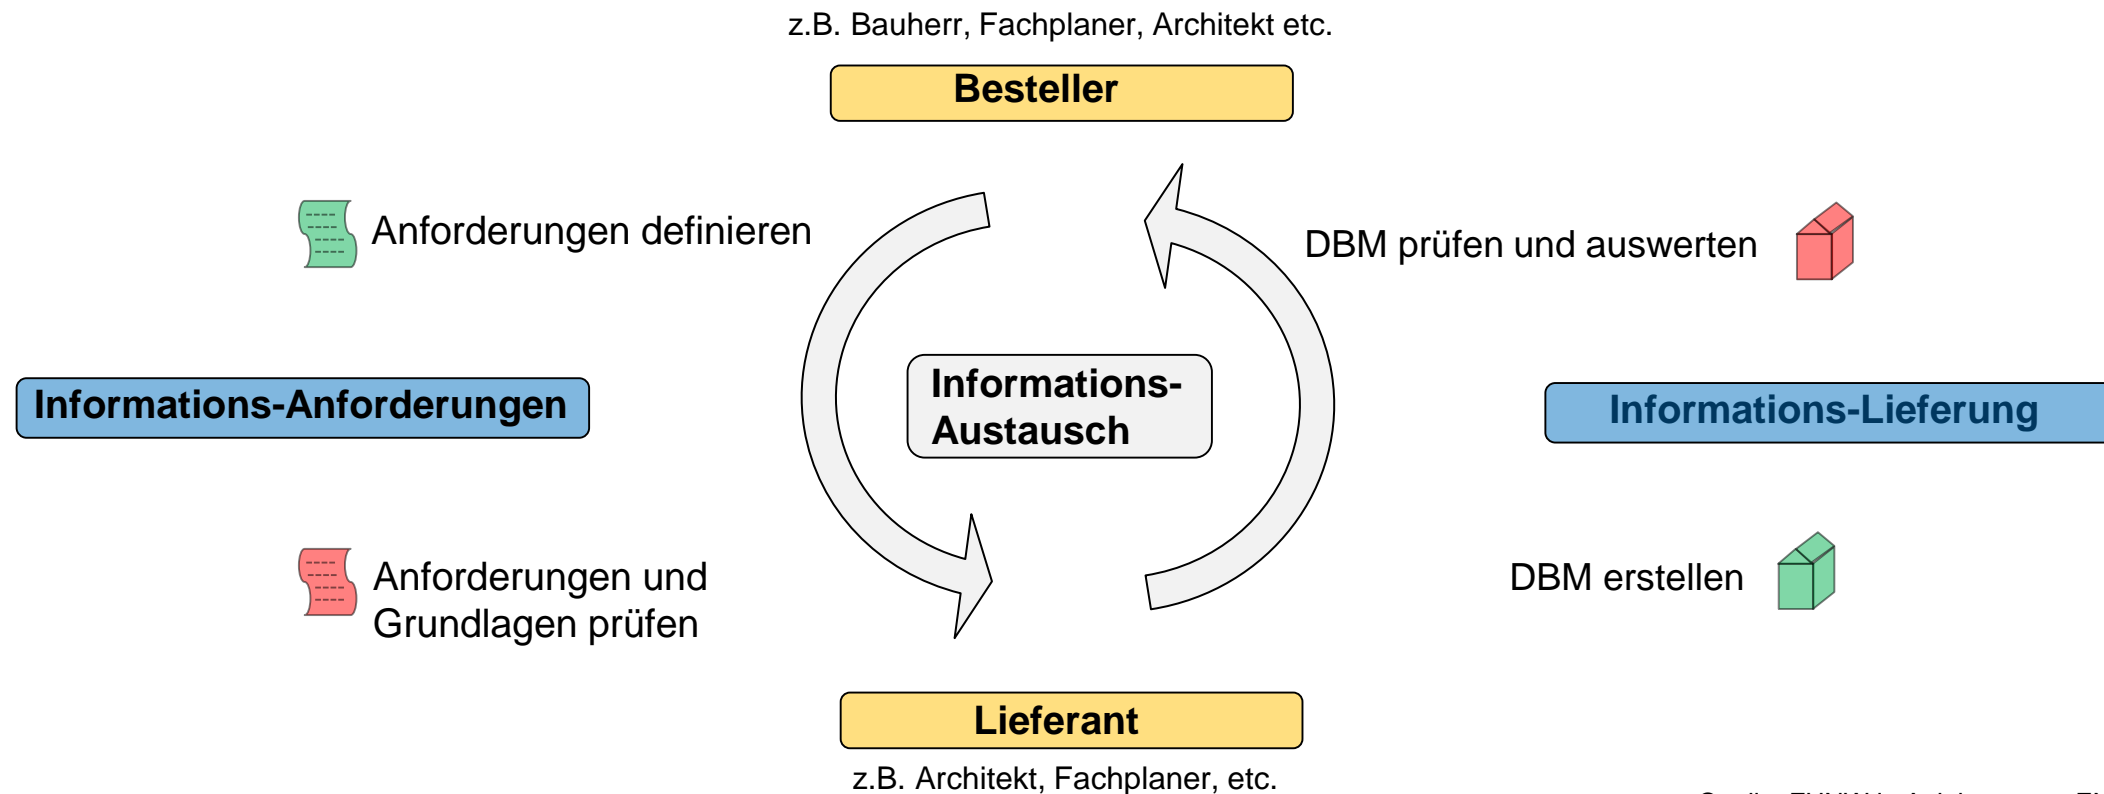 z.B. Bauherr, Fachplaner, Architekt etc.
Besteller
Anforderungen definieren
DBM prüfen und auswerten
Informations-Anforderungen
Informations-
Austausch
Informations-Lieferung
Anforderungen und
Grundlagen prüfen
DBM erstellen
Lieferant
z.B. Architekt, Fachplaner, etc.